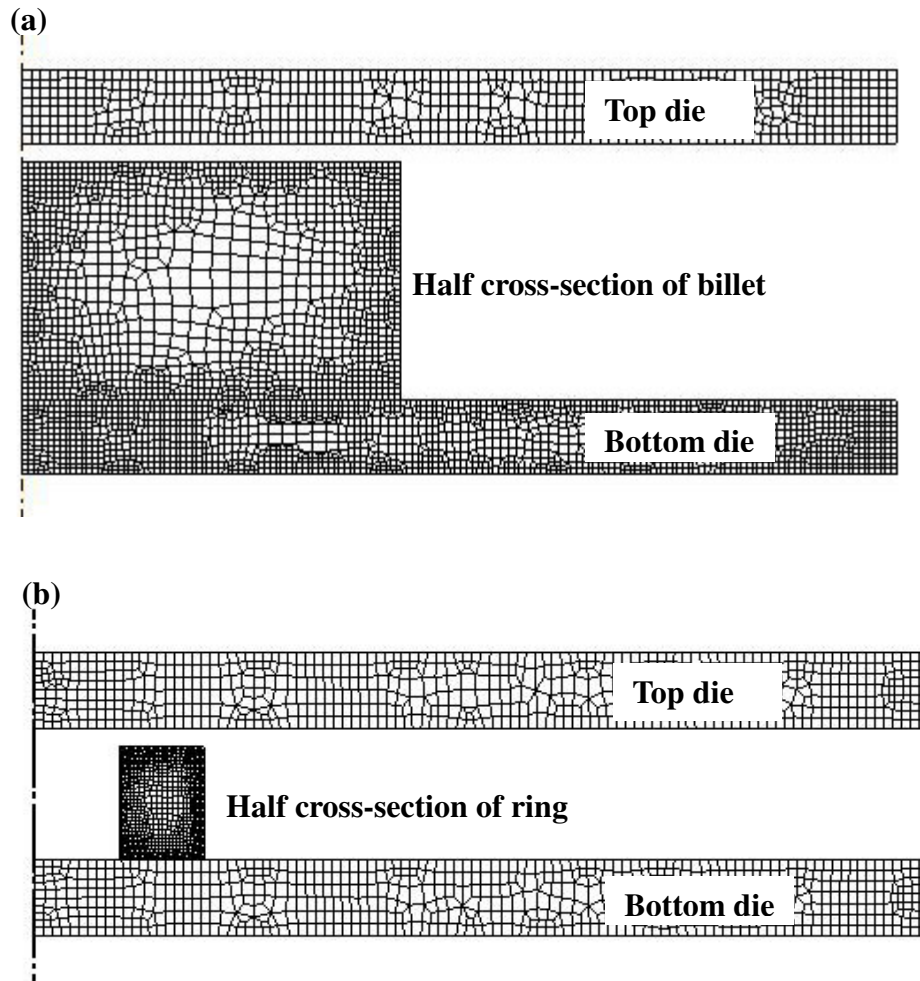 (a)
Top die
Half cross-section of billet
Bottom die
(b)
Top die
Half cross-section of ring
Bottom die